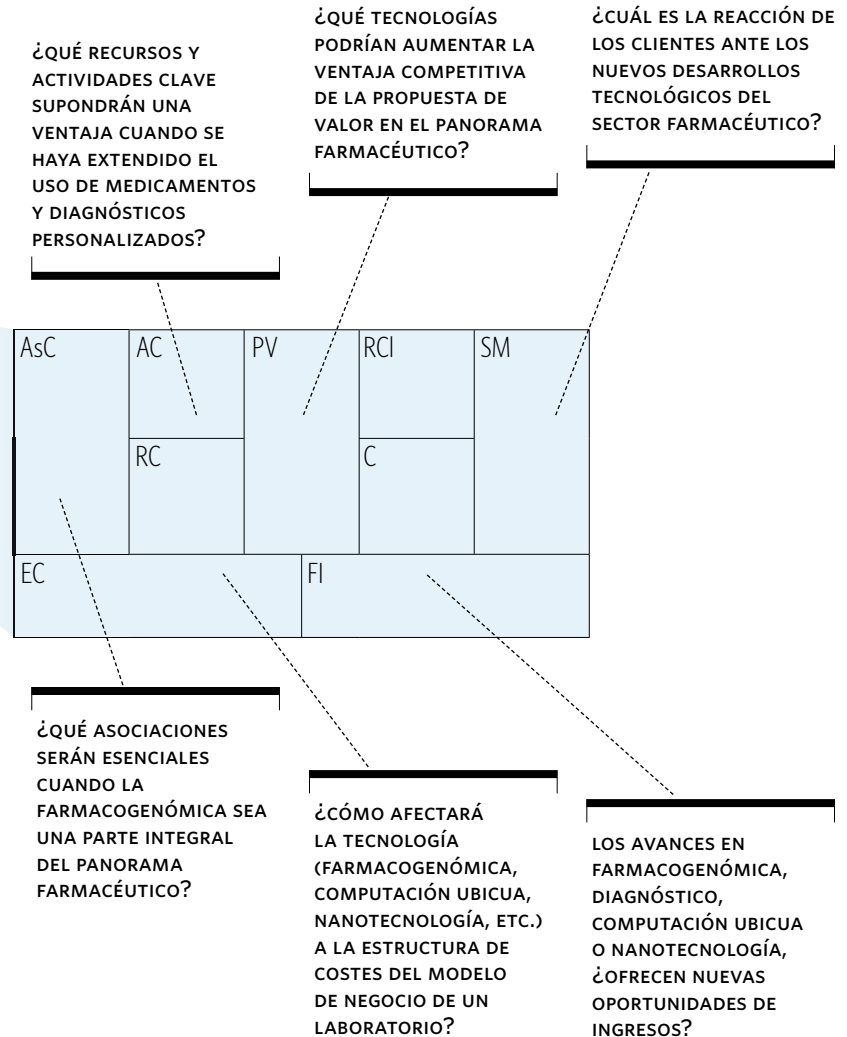 ¿QUÉ RECURSOS Y
ACTIVIDADES CLAVE
SUPONDRÁN UNA
VENTAJA CUANDO SE
HAYA EXTENDIDO EL
USO DE MEDICAMENTOS
Y DIAGNÓSTICOS
PERSONALIZADOS?
¿QUÉ TECNOLOGÍAS
PODRÍAN AUMENTAR LA
VENTAJA COMPETITIVA
DE LA PROPUESTA DE
VALOR EN EL PANORAMA
FARMACÉUTICO?
¿CUÁL ES LA REACCIÓN DE
LOS CLIENTES ANTE LOS
NUEVOS DESARROLLOS
TECNOLÓGICOS DEL
SECTOR FARMACÉUTICO?
AsC
AC
PV
RCl
SM
RC
C
EC
FI
¿QUÉ ASOCIACIONES
SERÁN ESENCIALES
CUANDO LA
FARMACOGENÓMICA SEA
UNA PARTE INTEGRAL
DEL PANORAMA
FARMACÉUTICO?
¿CÓMO AFECTARÁ
LA TECNOLOGÍA
(FARMACOGENÓMICA,
COMPUTACIÓN UBICUA,
NANOTECNOLOGÍA, ETC.)
A LA ESTRUCTURA DE
COSTES DEL MODELO
DE NEGOCIO DE UN
LABORATORIO?
LOS AVANCES EN
FARMACOGENÓMICA,
DIAGNÓSTICO,
COMPUTACIÓN UBICUA
O NANOTECNOLOGÍA,
¿OFRECEN NUEVAS
OPORTUNIDADES DE
INGRESOS?